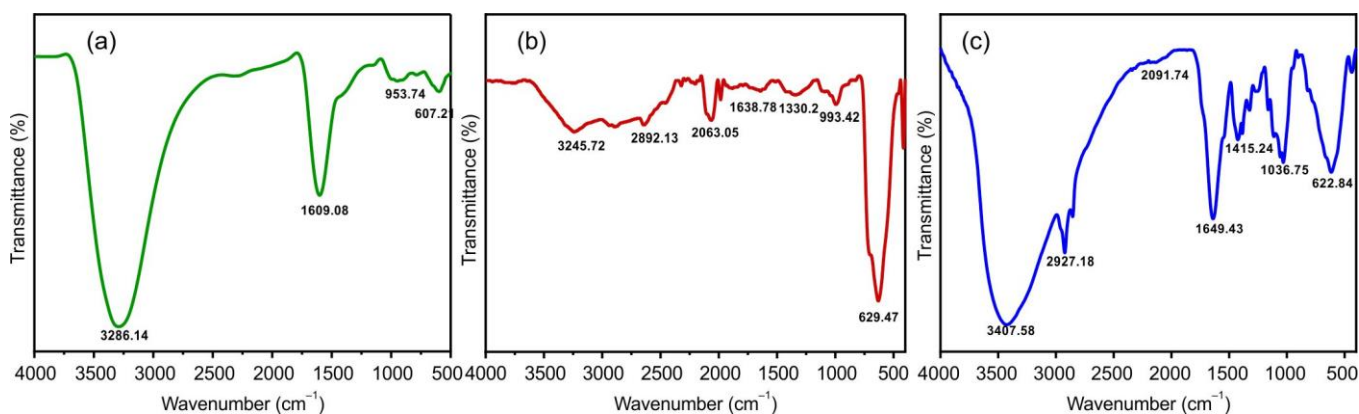 (a)
Transmittance (%)
3286.14
1609.08
953.74
607.21
4000 3500 3000 2500 2000 1500 1000 500
Wavenumber (cm⁻¹)
(b)
Transmittance (%)
3245.72
2892.13
2063.05
1638.78
1330.2
993.42
629.47
4000 3500 3000 2500 2000 1500 1000 500
Wavenumber (cm⁻¹)
(c)
Transmittance (%)
3407.58
2927.18
2091.74
1649.43
1415.24
1036.75
622.84
4000 3500 3000 2500 2000 1500 1000 500
Wavenumber (cm⁻¹)